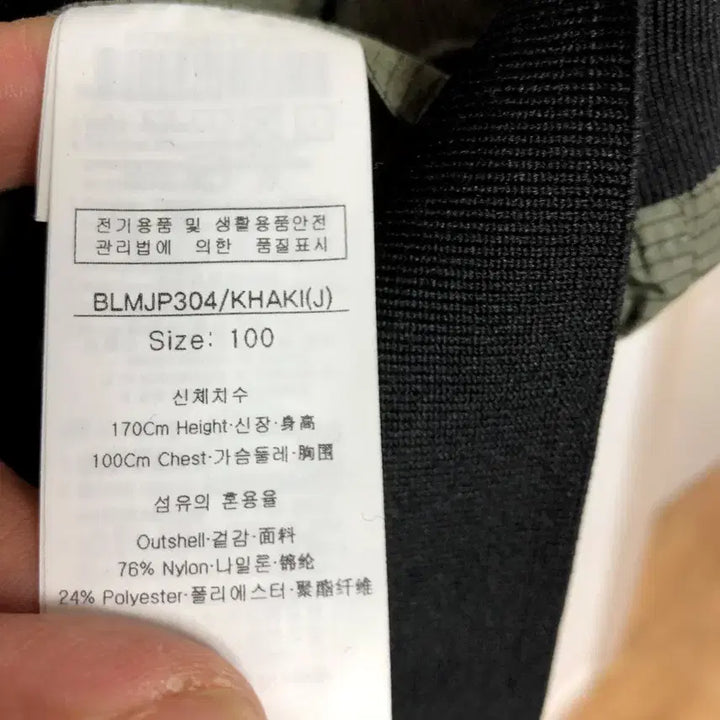 전기용품 및 생활용품안전
관리법에 의한 품질표시
BLMJP304/KHAKI(J)
Size: 100
신체치수
170Cm Height·신장·身高
100Cm Chest·가슴둘레·胸围
섬유의 혼용율
Outshell·겉감·面料
76% Nylon·나일론·锦纶
24% Polyester·폴리에스터·聚酯纤维